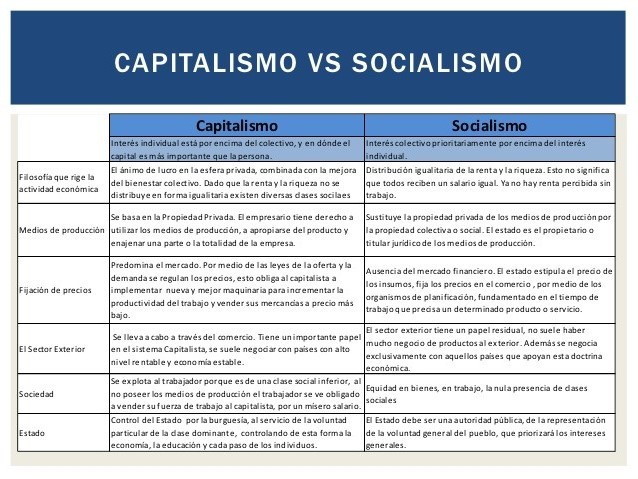 CAPITALISMO VS SOCIALISMO
Capitalismo
Socialismo
Interés individual está por encima del colectivo, y en dónde el
capital es más importante que la persona.
Interés colectivo prioritariamente por encima del interés
individual.
Filosofía que rige la
actividad económica
El ánimo de lucro en la esfera privada, combinada con la mejora
del bienestar colectivo. Dado que la renta y la riqueza no se
distribuye en forma igualitaria existen diversas clases socilaes
Distribución igualitaria de la renta y la riqueza. Esto no significa
que todos reciben un salario igual. Ya no hay renta percibida sin
trabajo.
Medios de producción
Se basa en la Propiedad Privada. El empresario tiene derecho a
utilizar los medios de producción, a apropiarse del producto y
enajenar una parte o la totalidad de la empresa.
Sustituye la propiedad privada de los medios de producción por
la propiedad colectiva o social. El estado es el propietario o
titular jurídico de los medios de producción.
Fijación de precios
Predomina el mercado. Por medio de las leyes de la oferta y la
demanda se regulan los precios, esto obliga al capitalista a
implementar nueva y mejor maquinaria para incrementar la
productividad del trabajo y vender sus mercancías a precio más
bajo.
Ausencia del mercado financiero. El estado estipula el precio de
los insumos, fija los precios en el comercio , por medio de los
organismos de planificación, fundamentado en el tiempo de
trabajo que precisa un determinado producto o servicio.
El Sector Exterior
Se lleva a cabo a través del comercio. Tiene un importante papel
en el sistema Capitalista, se suele negociar con países con alto
nivel rentable y economía estable.
El sector exterior tiene un papel residual, no suele haber
mucho negocio de productos al exterior. Además se negocia
exclusivamente con aquellos países que apoyan esta doctrina
económica.
Sociedad
Se explota al trabajador porque es de una clase social inferior, al
no poseer los medios de producción el trabajador se ve obligado
a vender su fuerza de trabajo al capitalista, por un mísero salario.
Equidad en bienes, en trabajo, la nula presencia de clases
sociales
Estado
Control del Estado por la burguesía, al servicio de la voluntad
particular de la clase dominante, controlando de esta forma la
economía, la educación y cada paso de los individuos.
El Estado debe ser una autoridad pública, de la representación
de la voluntad general del pueblo, que priorizará los intereses
generales.